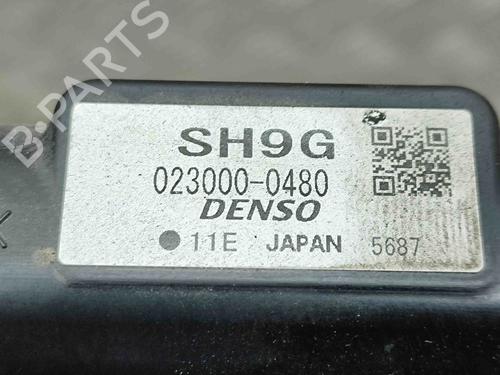 B-PARTS
SH9G
023000-0480
DENSO
● 11E JAPAN 5687